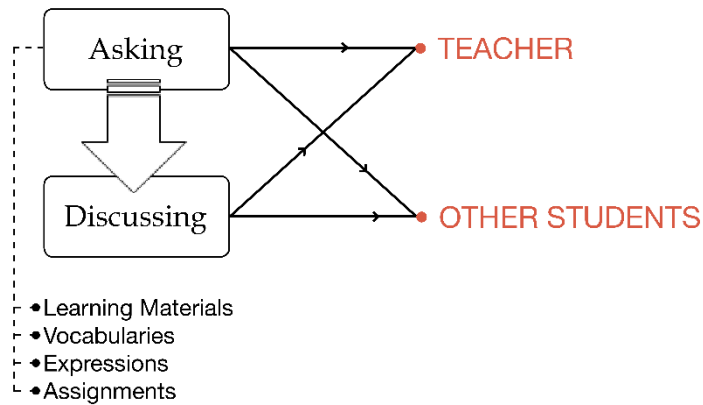 Asking
TEACHER
Discussing
OTHER STUDENTS
Learning Materials
Vocabularies
Expressions
Assignments